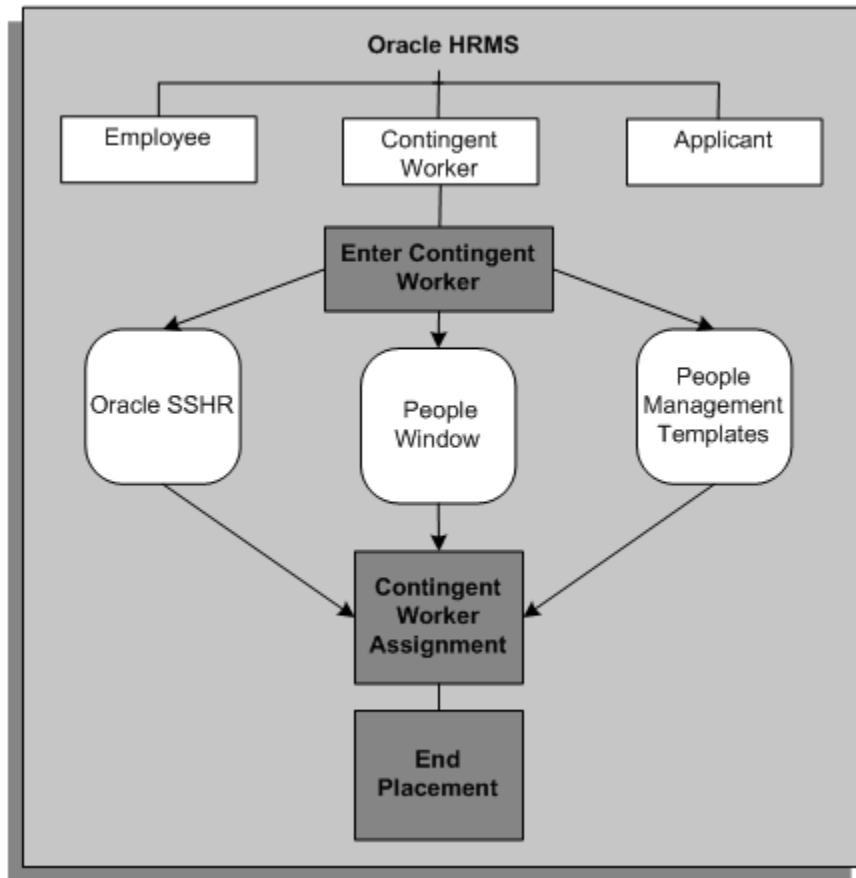 Oracle HRMS
Employee
Contingent
Worker
Applicant
Enter Contingent
Worker
Oracle SSHR
People
Window
People
Management
Templates
Contingent
Worker
Assignment
End
Placement